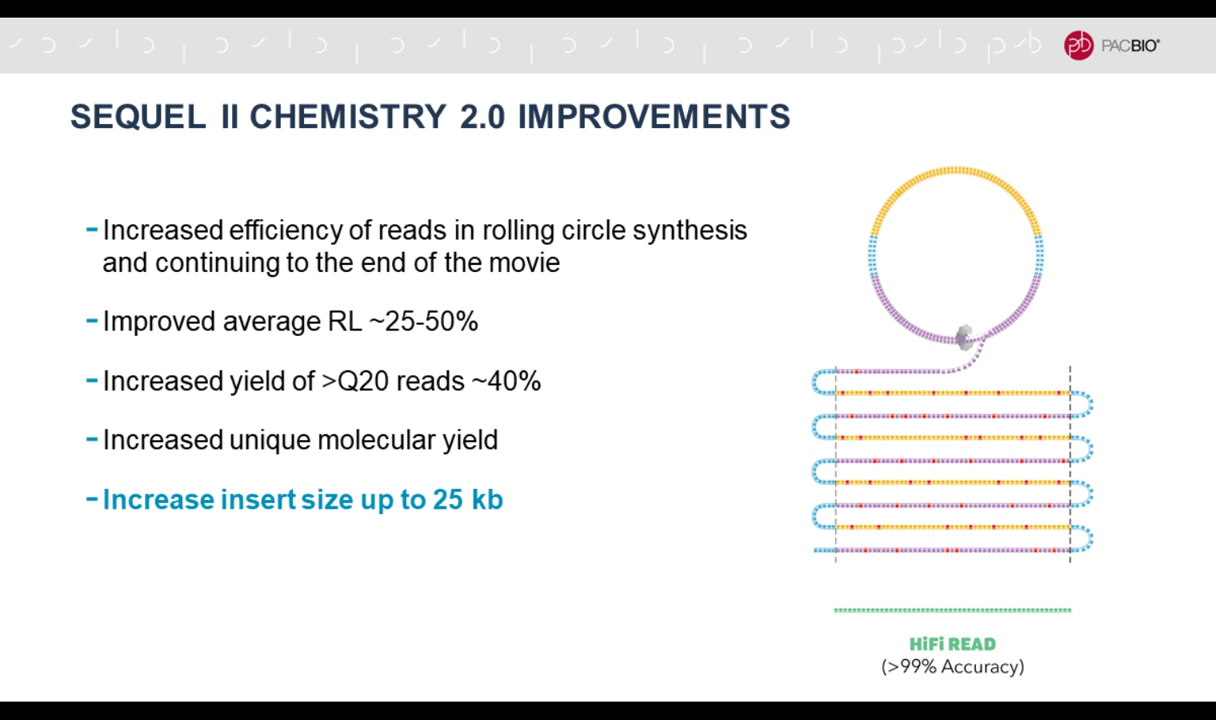 PACBIO®
SEQUEL II CHEMISTRY 2.0 IMPROVEMENTS
- Increased efficiency of reads in rolling circle synthesis
and continuing to the end of the movie
- Improved average RL ~25-50%
- Increased yield of >Q20 reads ~40%
- Increased unique molecular yield
- Increase insert size up to 25 kb
HiFi READ
(>99% Accuracy)